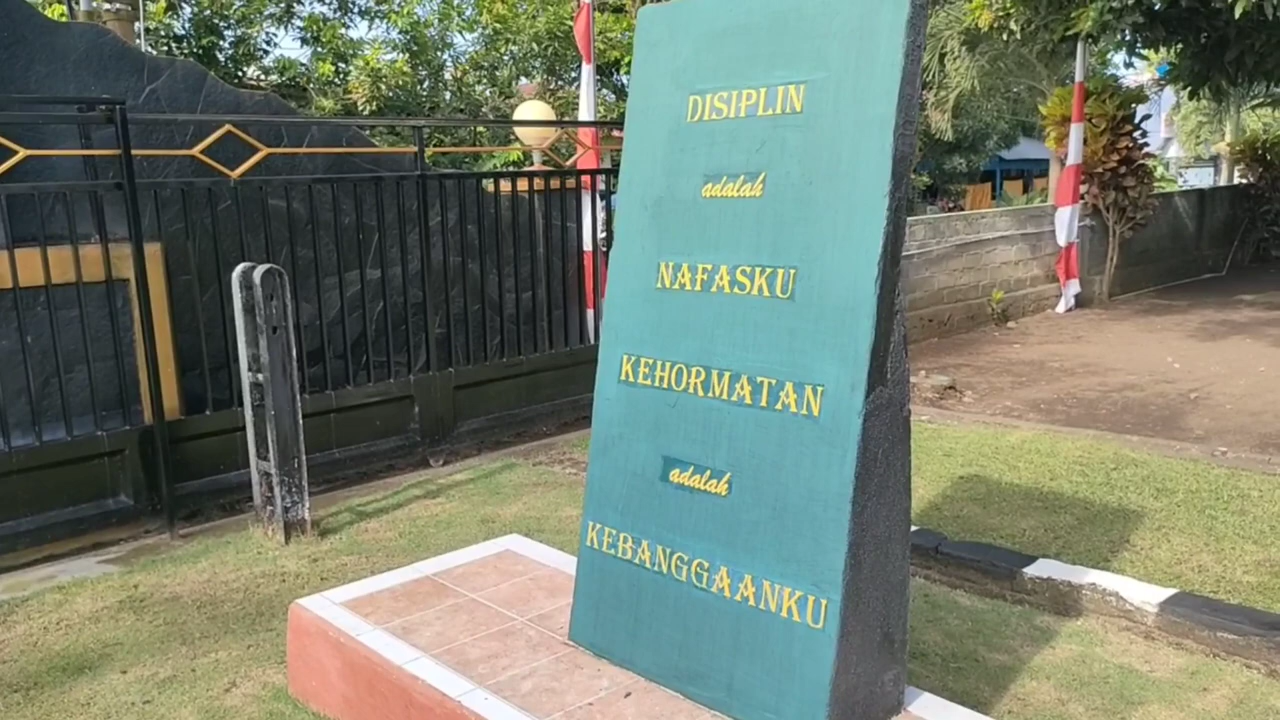 DISIPLIN
adalah
NAFASKU
KEHORMATAN
adalah
KEBANGGAANKU